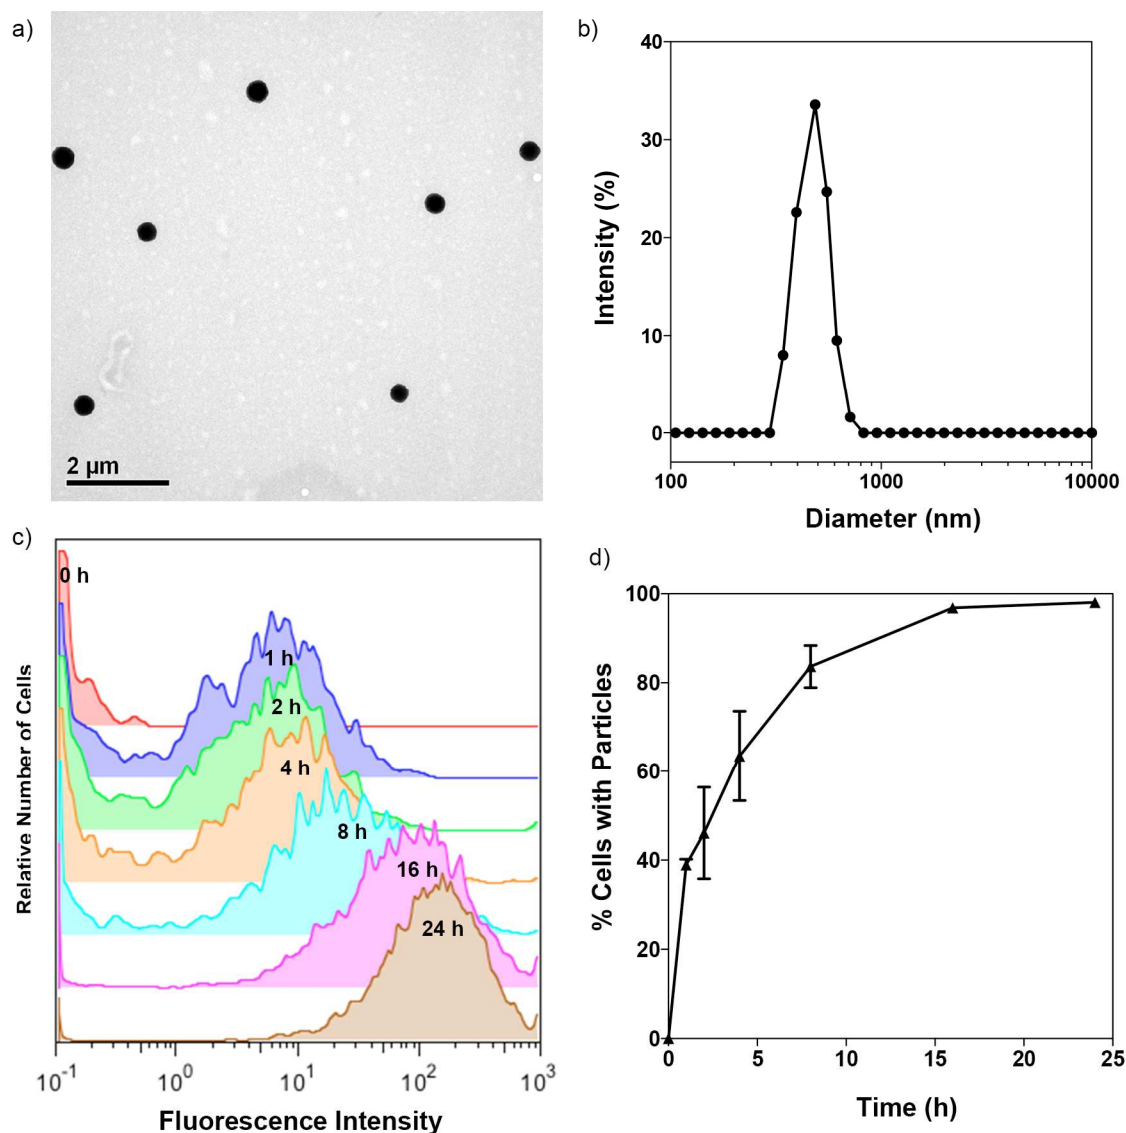 a)
2 µm
b)
40
30
20
10
0
100
1000
10000
Intensity (%)
Diameter (nm)
c)
0 h
1 h
2 h
4 h
8 h
16 h
24 h
Relative Number of Cells
10-1
100
101
102
103
Fluorescence Intensity
d)
100
80
60
40
20
0
0
5
10
15
20
25
% Cells with Particles
Time (h)